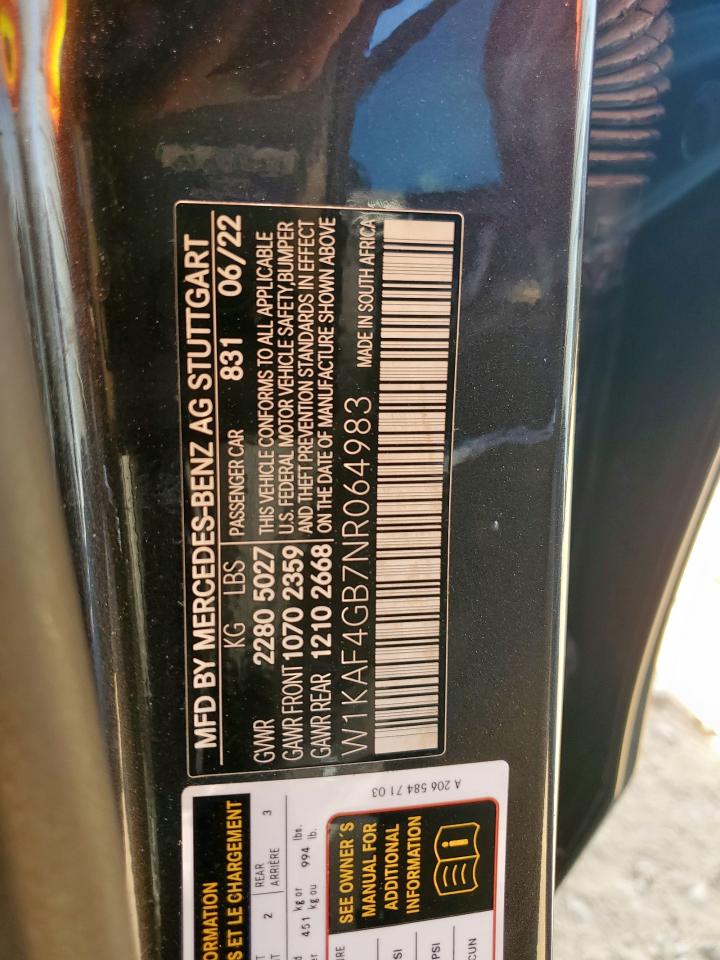 MFD BY MERCEDES-BENZ AG STUTTGART
KG LBS PASSENGER CAR 831 06/22
GVWR 2280 5027 THIS VEHICLE CONFORMS TO ALL APPLICABLE
GAWR FRONT 1070 2359 U.S. FEDERAL MOTOR VEHICLE SAFETY, BUMPER
GAWR REAR 1210 2668 AND THEFT PREVENTION STANDARDS IN EFFECT
ON THE DATE OF MANUFACTURE SHOWN ABOVE
W1KAF4GB7NR064983 MADE IN SOUTH AFRICA
ORMATION
S ET LE CHARGEMENT
2 REAR 3
ARRIÈRE
451 kg or 994 lbs.
kg ou lb.
SEE OWNER'S
MANUAL FOR
ADDITIONAL
INFORMATION
A 206 584 71 03
URE
SI
PSI
CUN